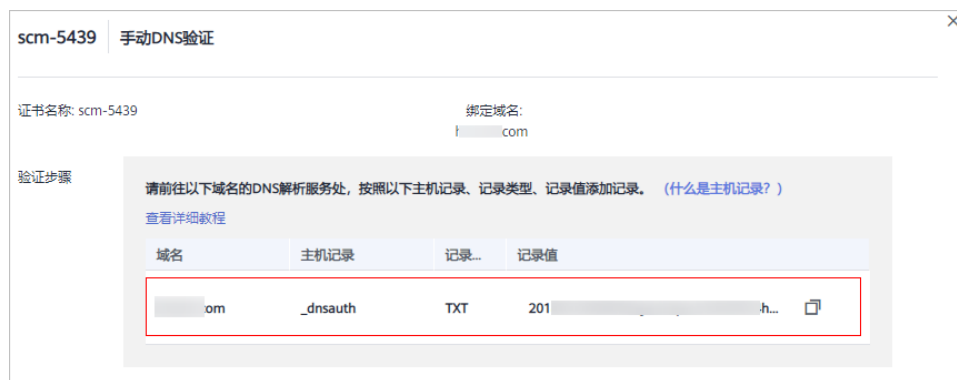 scm-5439 手动DNS验证
证书名称: scm-5439
绑定域名:
h com
验证步骤
请前往以下域名的DNS解析服务处，按照以下主机记录、记录类型、记录值添加记录。 （什么是主机记录？）
查看详细教程
域名 主机记录 记录... 记录值
om _dnsauth TXT 201 h...